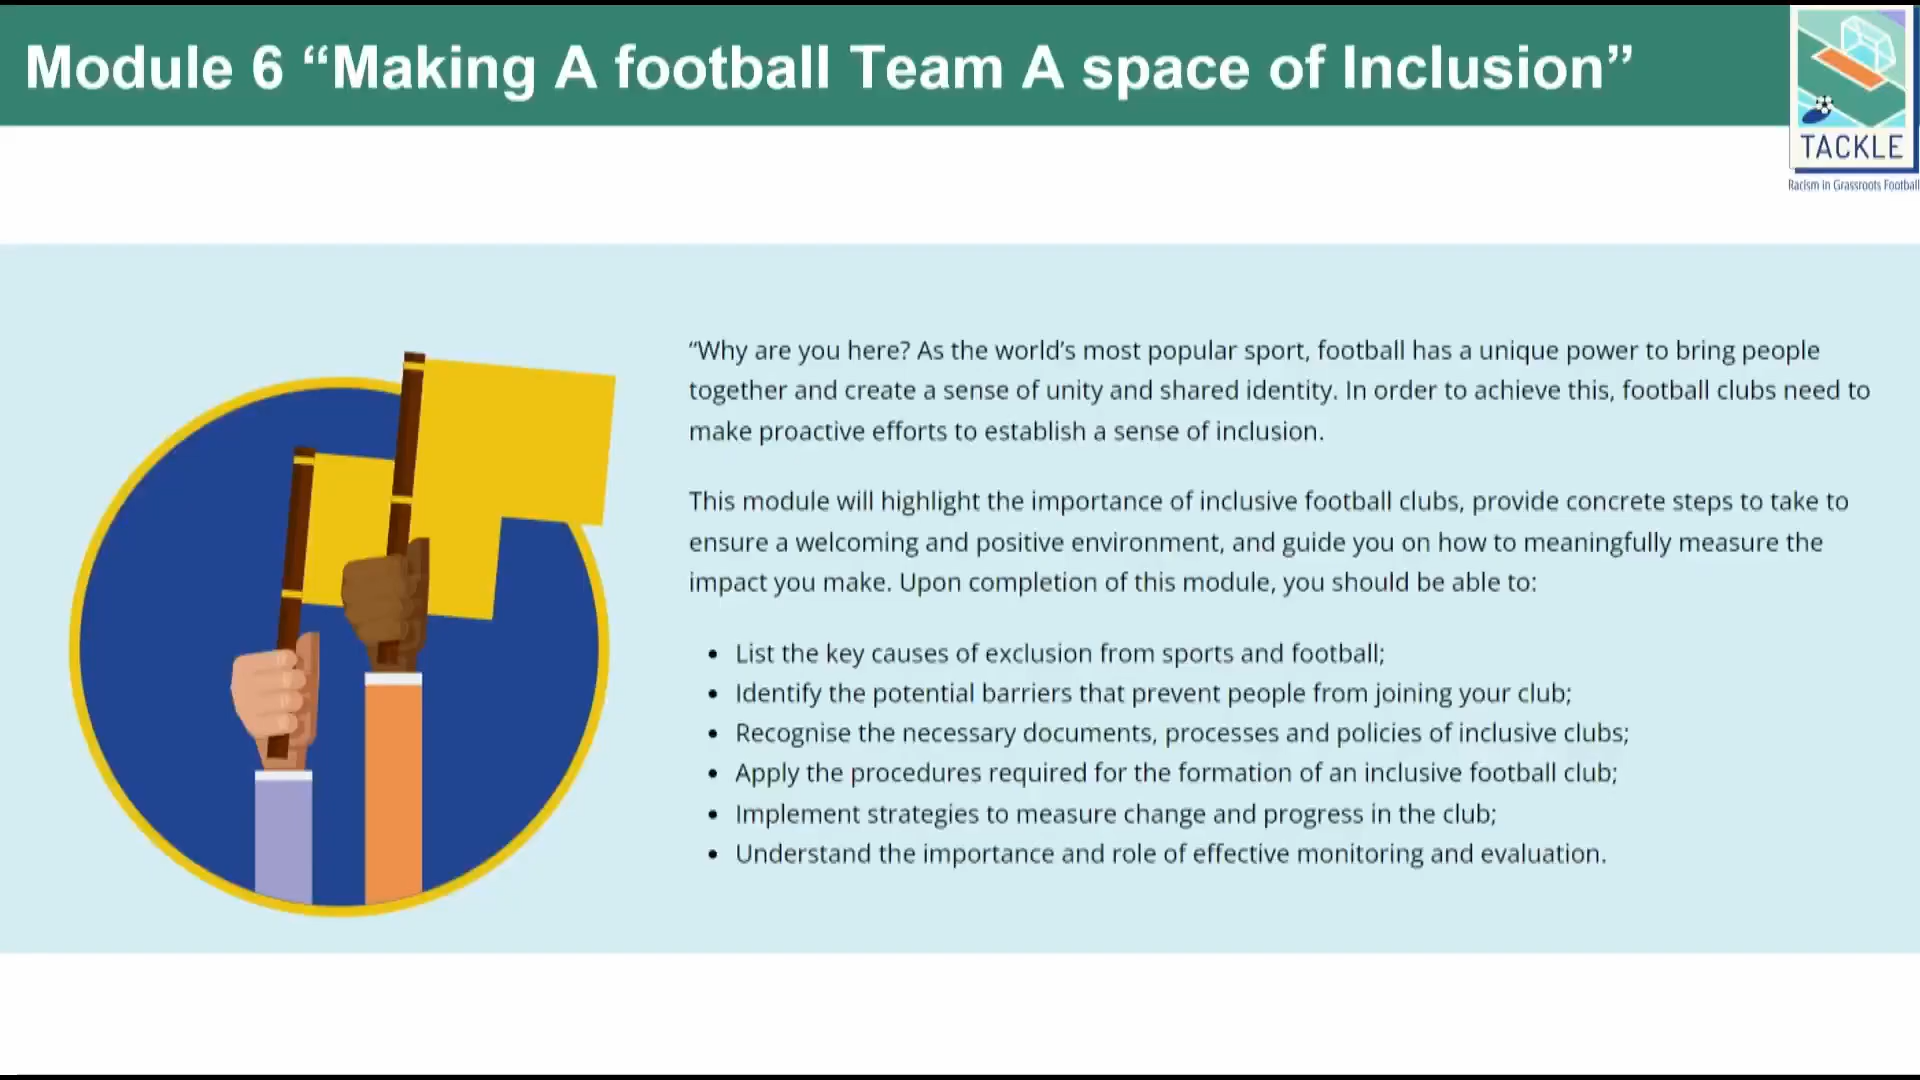 Module 6 “Making A football Team A space of Inclusion”
TACKLE
Racism in Grassroots Football
“Why are you here? As the world’s most popular sport, football has a unique power to bring people
together and create a sense of unity and shared identity. In order to achieve this, football clubs need to
make proactive efforts to establish a sense of inclusion.
This module will highlight the importance of inclusive football clubs, provide concrete steps to take to
ensure a welcoming and positive environment, and guide you on how to meaningfully measure the
impact you make. Upon completion of this module, you should be able to:
• List the key causes of exclusion from sports and football;
• Identify the potential barriers that prevent people from joining your club;
• Recognise the necessary documents, processes and policies of inclusive clubs;
• Apply the procedures required for the formation of an inclusive football club;
• Implement strategies to measure change and progress in the club;
• Understand the importance and role of effective monitoring and evaluation.